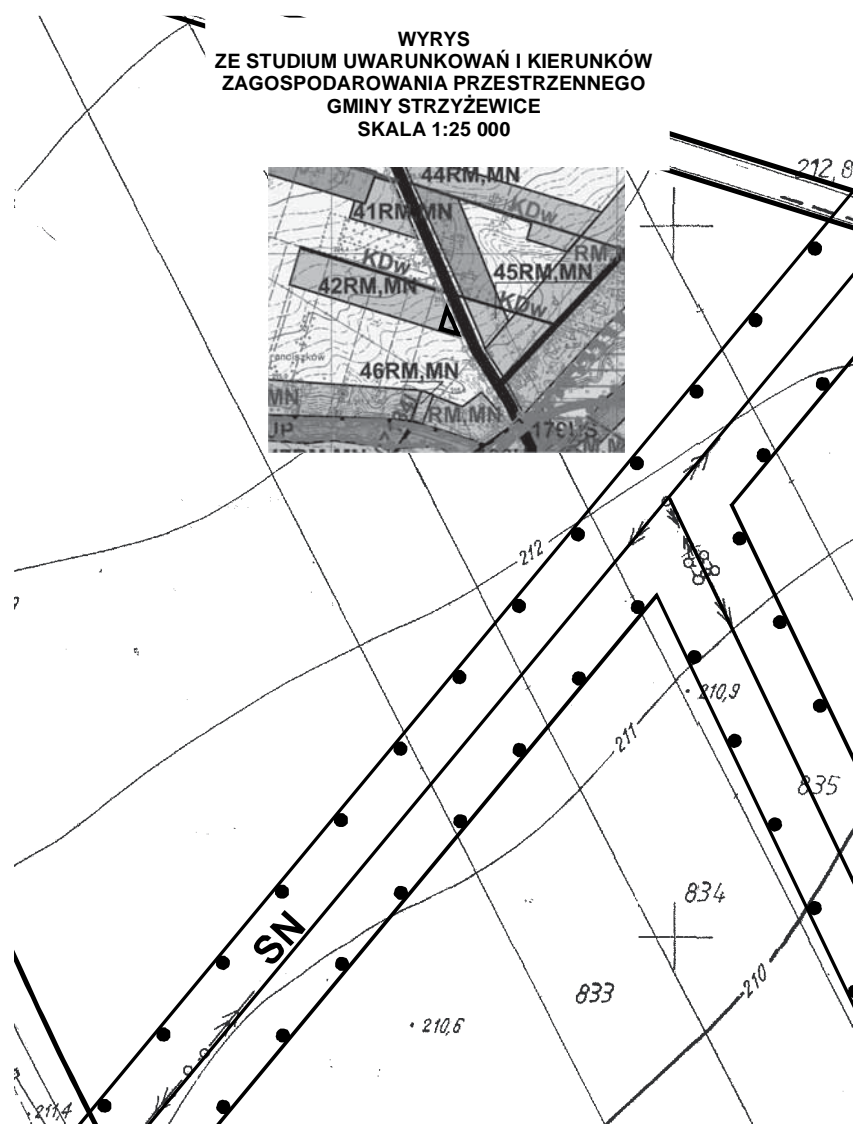 WYRYS
ZE STUDIUM UWARUNKOWAŃ I KIERUNKÓW
ZAGOSPODAROWANIA PRZESTRZENNEGO
GMINY STRZYŻEWICE
SKALA 1:25 000
212,8
44RM,MN
41RM,MN
KDw
RM,
KDw
45RM,MN
42RM,MN
KDw
46RM,MN
MN
RM,MN
212
210,9
211
835
834
SN
833
210
210,6
211,4